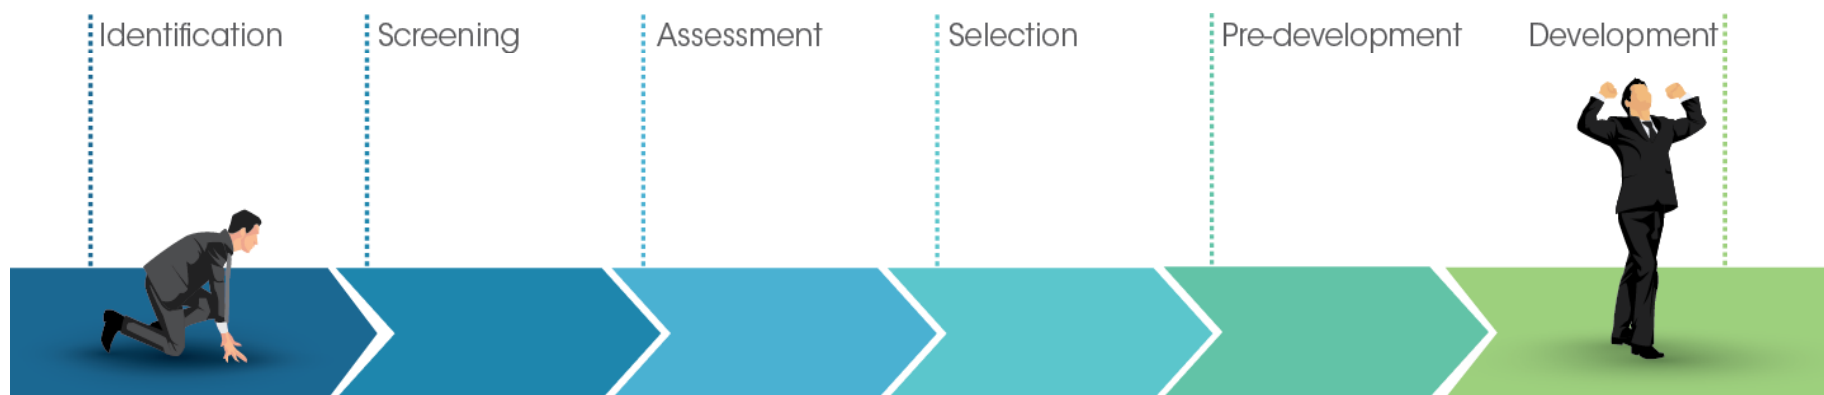 Identification
Screening
Assessment
Selection
Pre-development
Development